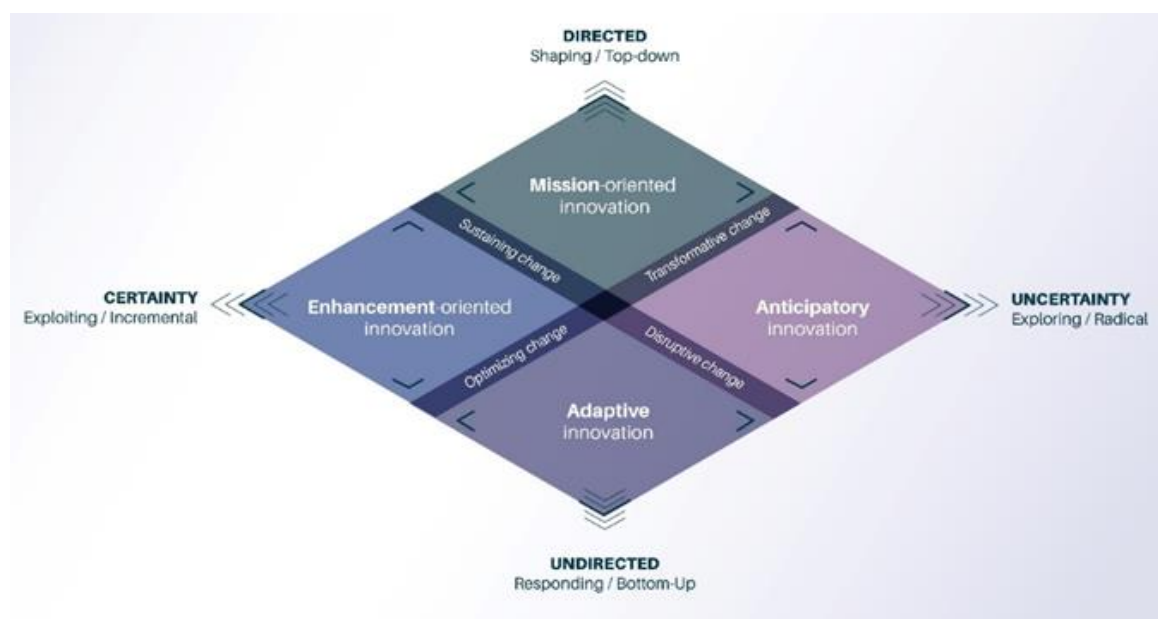 DIRECTED
Shaping / Top-down
Mission-oriented
innovation
Sustaining change
Transformative change
CERTAINTY
Exploiting / Incremental
Enhancement-oriented
innovation
Anticipatory
innovation
UNCERTAINTY
Exploring / Radical
Optimizing change
Disruptive change
Adaptive
innovation
UNDIRECTED
Responding / Bottom-Up